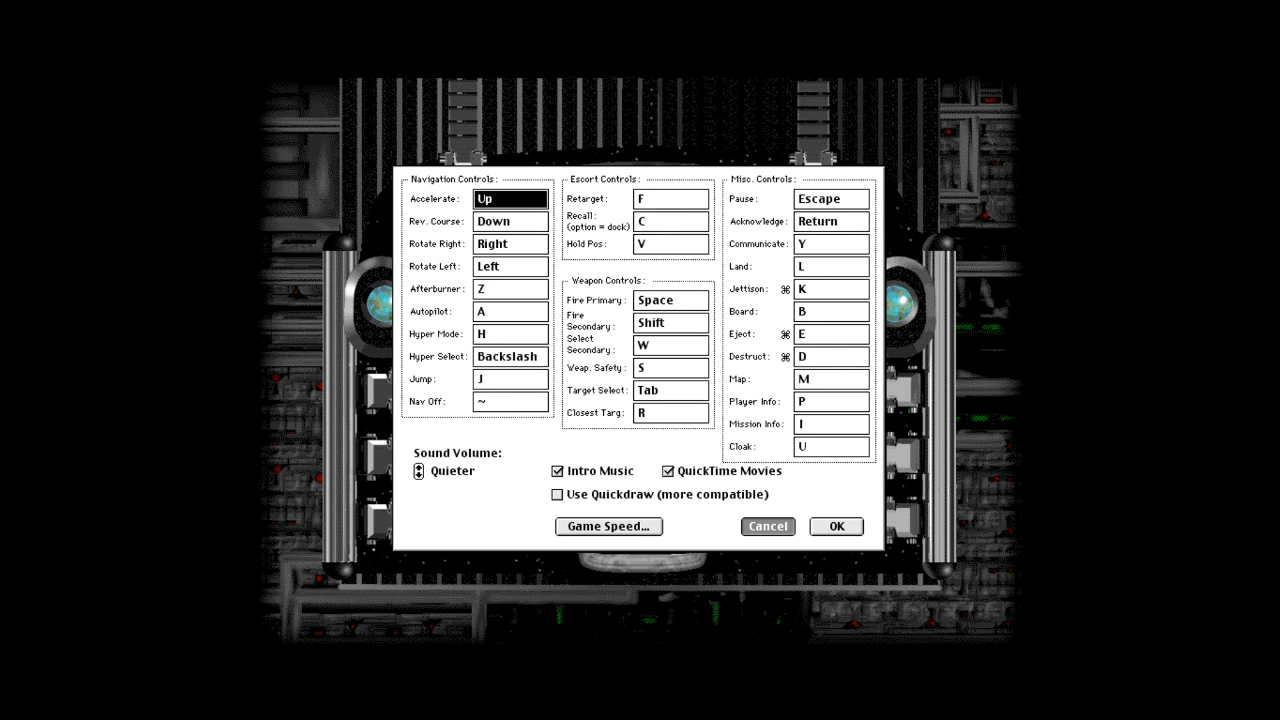 Navigation Controls:
Accelerate: Up
Rev. Course: Down
Rotate Right: Right
Rotate Left: Left
Afterburner: Z
Autopilot: A
Hyper Mode: H
Hyper Select: Backslash
Jump: J
Nav Off: ~
Escort Controls:
Retarget: F
Recall:
(option = dock) C
Hold Pos: V
Weapon Controls:
Fire Primary: Space
Fire
Secondary: Shift
Select
Secondary: W
Weap. Safety: S
Target Select: Tab
Closest Targ: R
Misc. Controls:
Pause: Escape
Acknowledge: Return
Communicate: Y
Land: L
Jettison: ⌘ K
Board: B
Eject: ⌘ E
Destruct: ⌘ D
Map: M
Player Info: P
Mission Info: I
Cloak: U
Sound Volume:
Quieter
Intro Music
QuickTime Movies
Use Quickdraw (more compatible)
Game Speed...
Cancel
OK